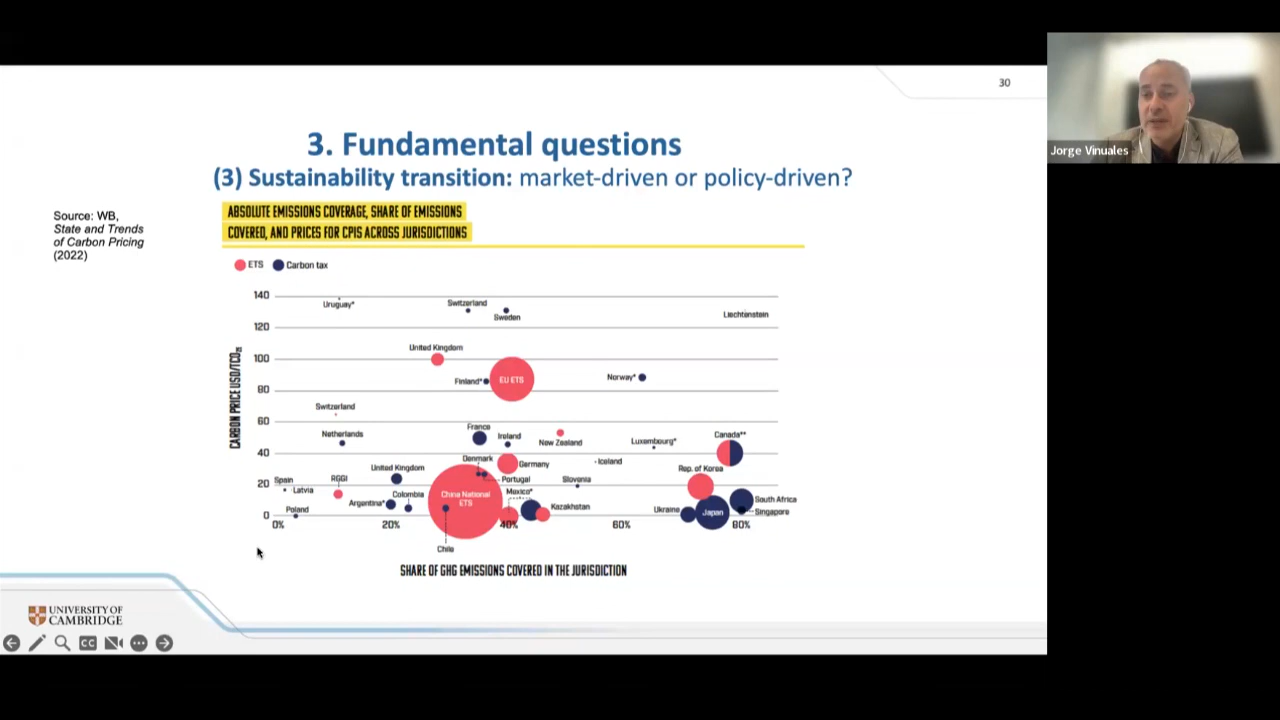 30
3. Fundamental questions
(3) Sustainability transition: market-driven or policy-driven?
Source: WB,
State and Trends
of Carbon Pricing
(2022)
ABSOLUTE EMISSIONS COVERAGE, SHARE OF EMISSIONS
COVERED, AND PRICES FOR CPIS ACROSS JURISDICTIONS
ETS
Carbon tax
CARBON PRICE USD/TCO2e
140
120
100
80
60
40
20
0
0%
20%
40%
60%
80%
Uruguay*
Switzerland
Sweden
Liechtenstein
United Kingdom
Finland*
EU ETS
Norway*
Switzerland
Netherlands
France
Ireland
New Zealand
Luxembourg*
Canada**
Denmark
Germany
Iceland
Rep. of Korea
Spain
Latvia
RGGI
United Kingdom
Portugal
Slovenia
Poland
Argentina*
Colombia
China National
ETS
Mexico*
Kazakhstan
Ukraine
Japan
South Africa
Singapore
Chile
SHARE OF GHG EMISSIONS COVERED IN THE JURISDICTION
UNIVERSITY OF
CAMBRIDGE
CC
Jorge Vinuales